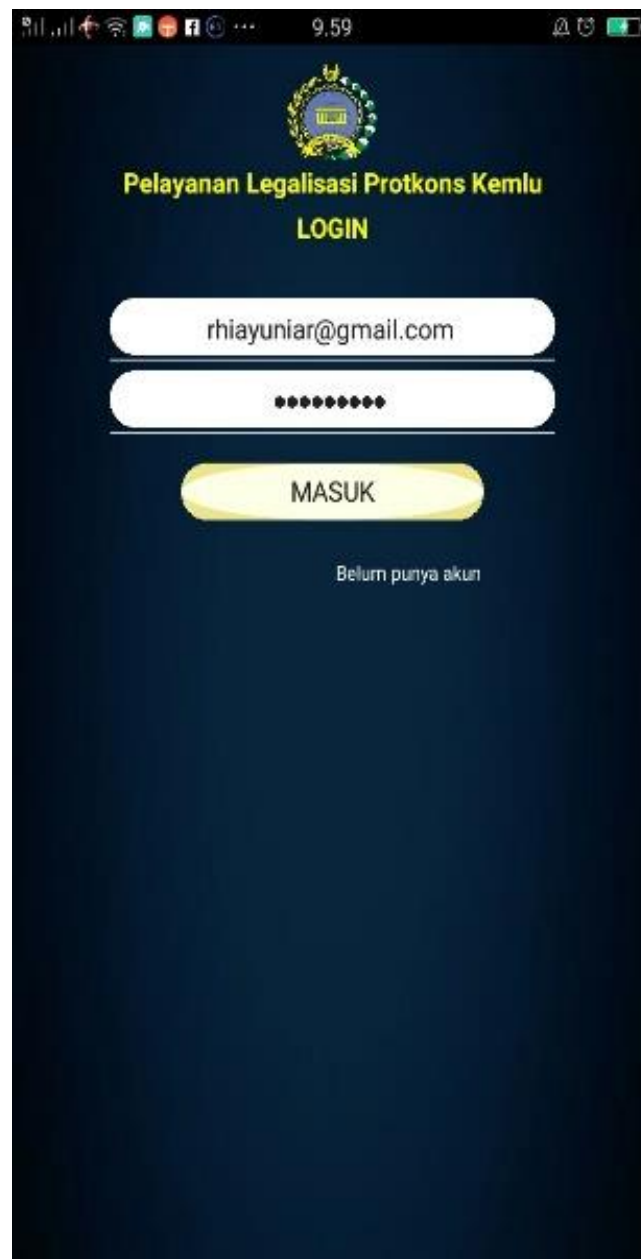 9.59
Pelayanan Legalisasi Protkons Kemlu
LOGIN
rhiayuniar@gmail.com
•••••••••
MASUK
Belum punya akun